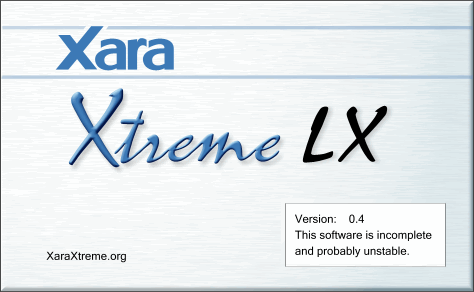 Xara
Xtreme LX
Version: 0.4
This software is incomplete
and probably unstable.
XaraXtreme.org